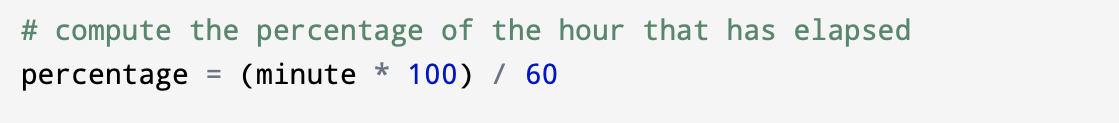 # compute the percentage of the hour that has elapsed
percentage = (minute * 100) / 60